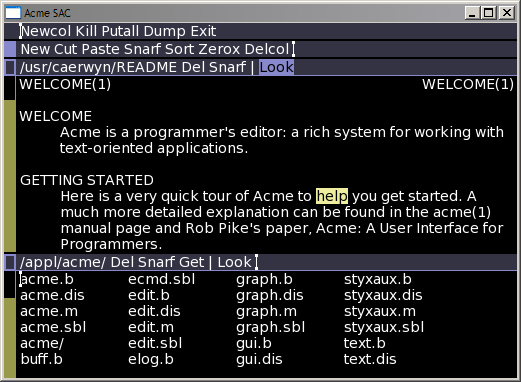 Acme SAC
Newcol Kill Putall Dump Exit
New Cut Paste Snarf Sort Zerox Delcol
/usr/caerwyn/README Del Snarf | Look
WELCOME(1) WELCOME(1)
WELCOME
Acme is a programmer's editor: a rich system for working with
text-oriented applications.
GETTING STARTED
Here is a very quick tour of Acme to help you get started. A
much more detailed explanation can be found in the acme(1)
manual page and Rob Pike's paper, Acme: A User Interface for
Programmers.
/appl/acme/ Del Snarf Get | Look
acme.b ecmd.sbl graph.b styxaux.b
acme.dis edit.b graph.dis styxaux.dis
acme.m edit.dis graph.m styxaux.m
acme.sbl edit.m graph.sbl styxaux.sbl
acme/ edit.sbl gui.b text.b
buff.b elog.b gui.dis text.dis